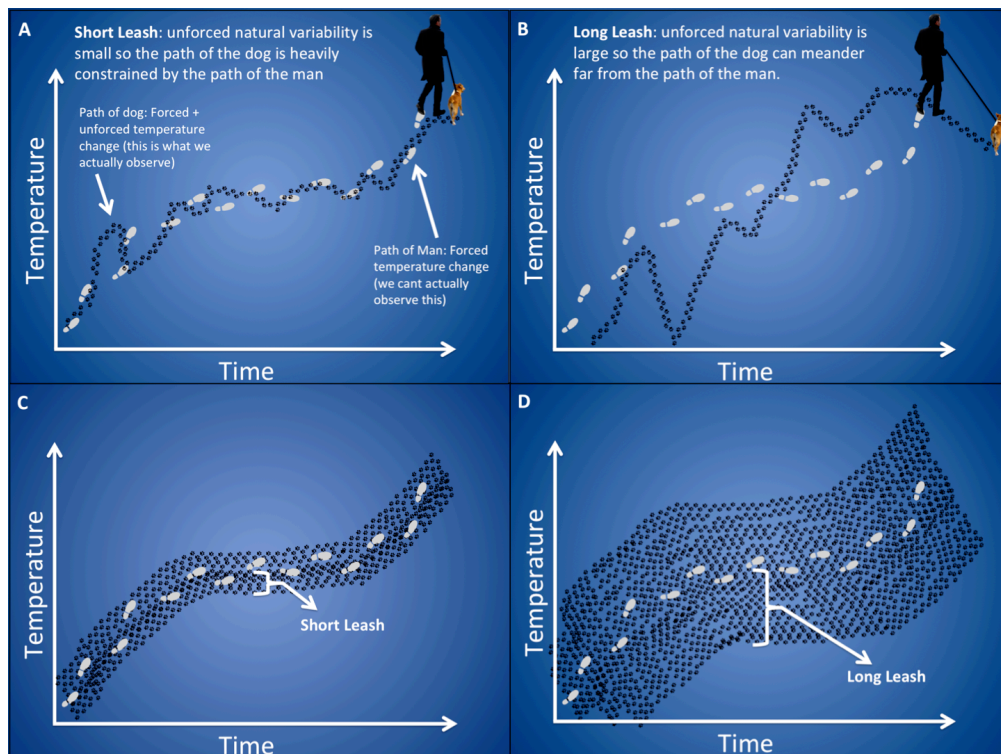 A
Short Leash: unforced natural variability is
small so the path of the dog is heavily
constrained by the path of the man
Path of dog: Forced +
unforced temperature
change (this is what we
actually observe)
Path of Man: Forced
temperature change
(we cant actually
observe this)
Temperature
Time
B
Long Leash: unforced natural variability is
large so the path of the dog can meander
far from the path of the man.
Temperature
Time
C
Short Leash
Temperature
Time
D
Long Leash
Temperature
Time